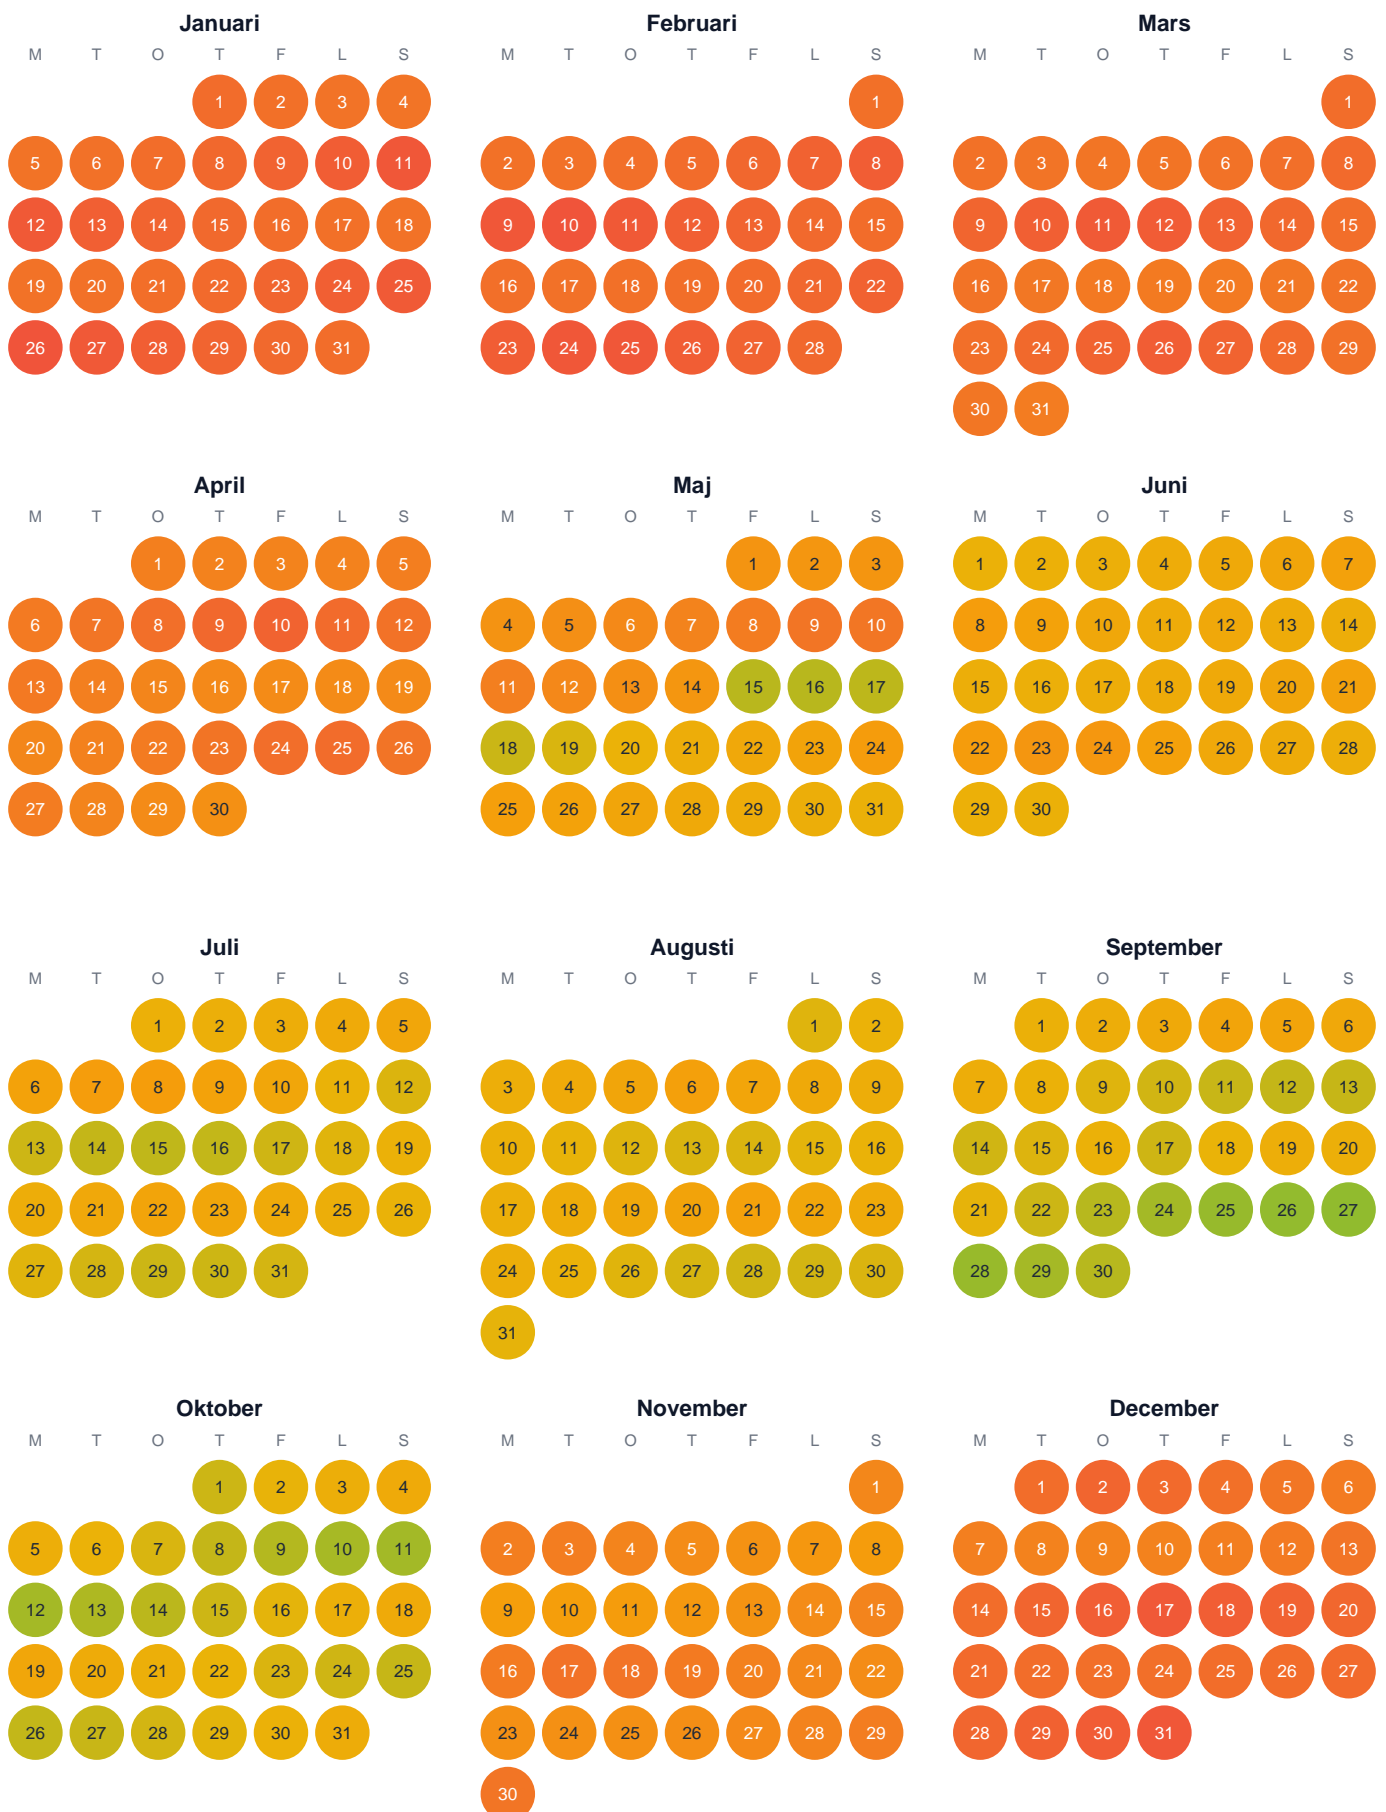 Januari Februari Mars
M T O T F L S M T O T F L S M T O T F L S
1 2 3 4 1 1
5 6 7 8 9 10 11 2 3 4 5 6 7 8 2 3 4 5 6 7 8
12 13 14 15 16 17 18 9 10 11 12 13 14 15 9 10 11 12 13 14 15
19 20 21 22 23 24 25 16 17 18 19 20 21 22 16 17 18 19 20 21 22
26 27 28 29 30 31 23 24 25 26 27 28 23 24 25 26 27 28 29
30 31
April Maj Juni
M T O T F L S M T O T F L S M T O T F L S
1 2 3 4 5 1 2 3 1 2 3 4 5 6 7
6 7 8 9 10 11 12 4 5 6 7 8 9 10 8 9 10 11 12 13 14
13 14 15 16 17 18 19 11 12 13 14 15 16 17 15 16 17 18 19 20 21
20 21 22 23 24 25 26 18 19 20 21 22 23 24 22 23 24 25 26 27 28
27 28 29 30 25 26 27 28 29 30 31 29 30
Juli Augusti September
M T O T F L S M T O T F L S M T O T F L S
1 2 3 4 5 1 2 1 2 3 4 5 6
6 7 8 9 10 11 12 3 4 5 6 7 8 9 7 8 9 10 11 12 13
13 14 15 16 17 18 19 10 11 12 13 14 15 16 14 15 16 17 18 19 20
20 21 22 23 24 25 26 17 18 19 20 21 22 23 21 22 23 24 25 26 27
27 28 29 30 31 24 25 26 27 28 29 30 28 29 30
31
Oktober November December
M T O T F L S M T O T F L S M T O T F L S
1 2 3 4 1 1 2 3 4 5 6
5 6 7 8 9 10 11 2 3 4 5 6 7 8 7 8 9 10 11 12 13
12 13 14 15 16 17 18 9 10 11 12 13 14 15 14 15 16 17 18 19 20
19 20 21 22 23 24 25 16 17 18 19 20 21 22 21 22 23 24 25 26 27
26 27 28 29 30 31 23 24 25 26 27 28 29 28 29 30 31
30